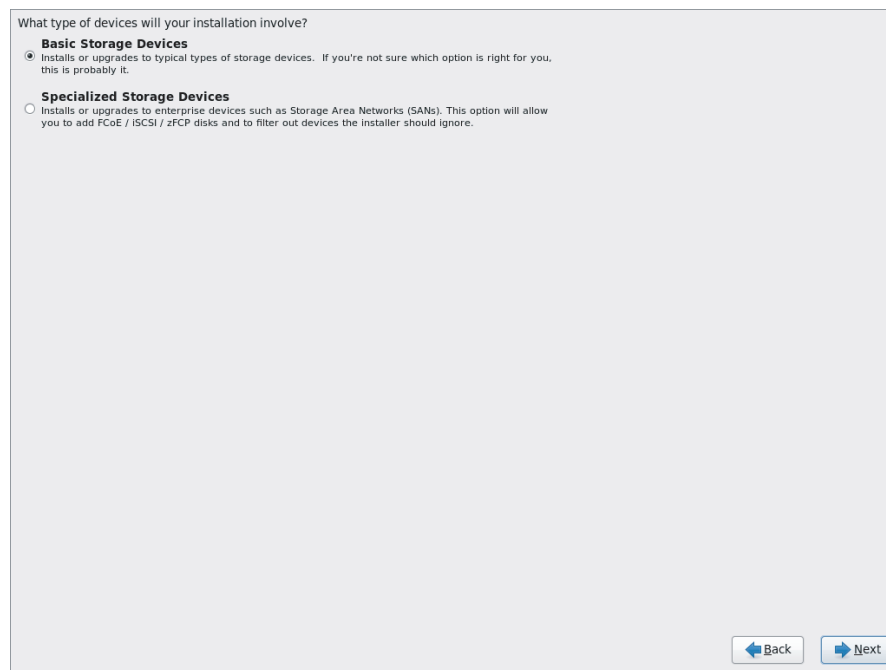 What type of devices will your installation involve?
Basic Storage Devices
Installs or upgrades to typical types of storage devices.  If you're not sure which option is right for you,
this is probably it.
Specialized Storage Devices
Installs or upgrades to enterprise devices such as Storage Area Networks (SANs). This option will allow
you to add FCoE / iSCSI / zFCP disks and to filter out devices the installer should ignore.
Back
Next